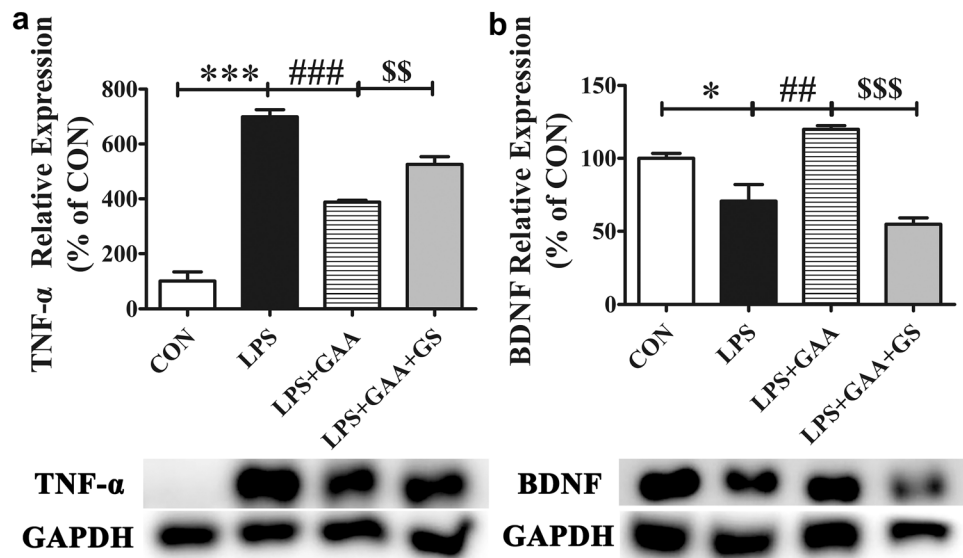 a
TNF-α Relative Expression
(% of CON)
800
600
400
200
0
***
###
$$
CON
LPS
LPS+GAA
LPS+GAA+GS
TNF-α
GAPDH
b
BDNF Relative Expression
(% of CON)
150
100
50
0
*
##
$$$
CON
LPS
LPS+GAA
LPS+GAA+GS
BDNF
GAPDH